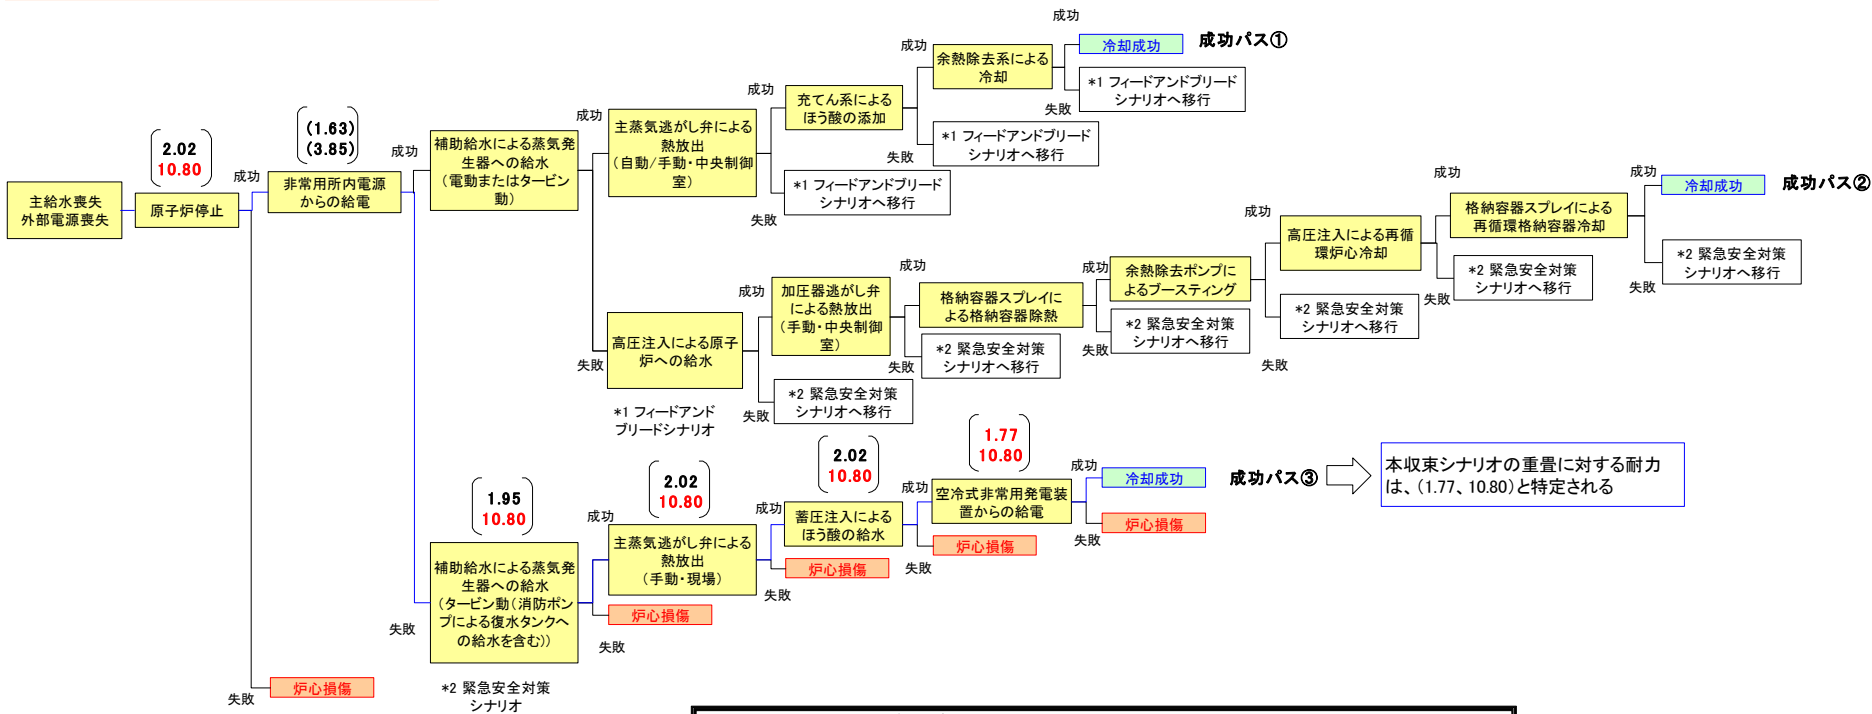 主給水喪失
外部電源喪失
2.02
10.80
原子炉停止
成功
失敗
炉心損傷
(1.63)
(3.85)
非常用所内電源
からの給電
成功
失敗
補助給水による蒸気発
生器への給水
(電動またはタービン
動)
成功
失敗
主蒸気逃がし弁による
熱放出
(自動/手動・中央制御
室)
成功
失敗
*1 フィードアンドブリード
シナリオへ移行
充てん系による
ほう酸の添加
成功
失敗
*1 フィードアンドブリード
シナリオへ移行
余熱除去系による
冷却
成功
失敗
*1 フィードアンドブリード
シナリオへ移行
冷却成功
成功パス①
高圧注入による原子
炉への給水
*1 フィードアンド
ブリードシナリオ
成功
失敗
*2 緊急安全対策
シナリオへ移行
加圧器逃がし弁
による熱放出
(手動・中央制御
室)
成功
失敗
*2 緊急安全対策
シナリオへ移行
格納容器スプレイに
よる格納容器除熱
成功
失敗
*2 緊急安全対策
シナリオへ移行
余熱除去ポンプに
よるブースティング
成功
失敗
*2 緊急安全対策
シナリオへ移行
高圧注入による再循
環炉心冷却
成功
失敗
*2 緊急安全対策
シナリオへ移行
格納容器スプレイによる
再循環格納容器冷却
成功
失敗
*2 緊急安全対策
シナリオへ移行
冷却成功
成功パス②
1.95
10.80
補助給水による蒸気発
生器への給水
(タービン動(消防ポン
プによる復水タンクへ
の給水を含む))
*2 緊急安全対策
シナリオ
成功
失敗
炉心損傷
2.02
10.80
主蒸気逃がし弁による
熱放出
(手動・現場)
成功
失敗
炉心損傷
2.02
10.80
蓄圧注入による
ほう酸の給水
成功
失敗
炉心損傷
1.77
10.80
空冷式非常用発電装
置からの給電
成功
失敗
炉心損傷
冷却成功
成功パス③
本収束シナリオの重畳に対する耐力
は、(1.77、10.80)と特定される